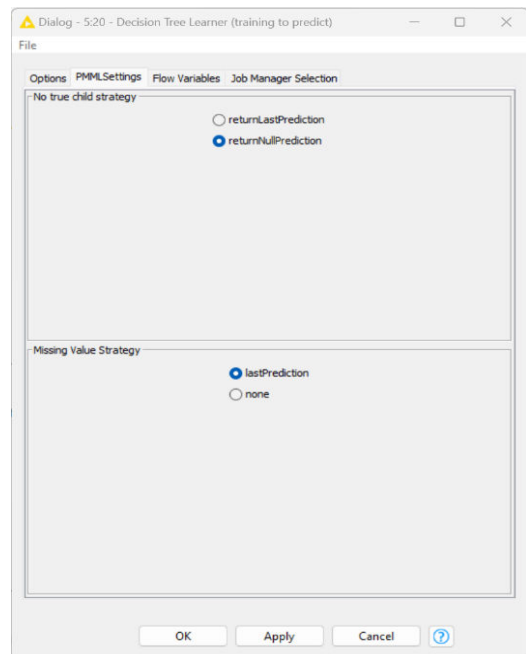 Dialog - 5:20 - Decision Tree Learner (training to predict)
File
Options PMMLSettings Flow Variables Job Manager Selection
No true child strategy
returnLastPrediction
returnNullPrediction
Missing Value Strategy
lastPrediction
none
OK Apply Cancel ?